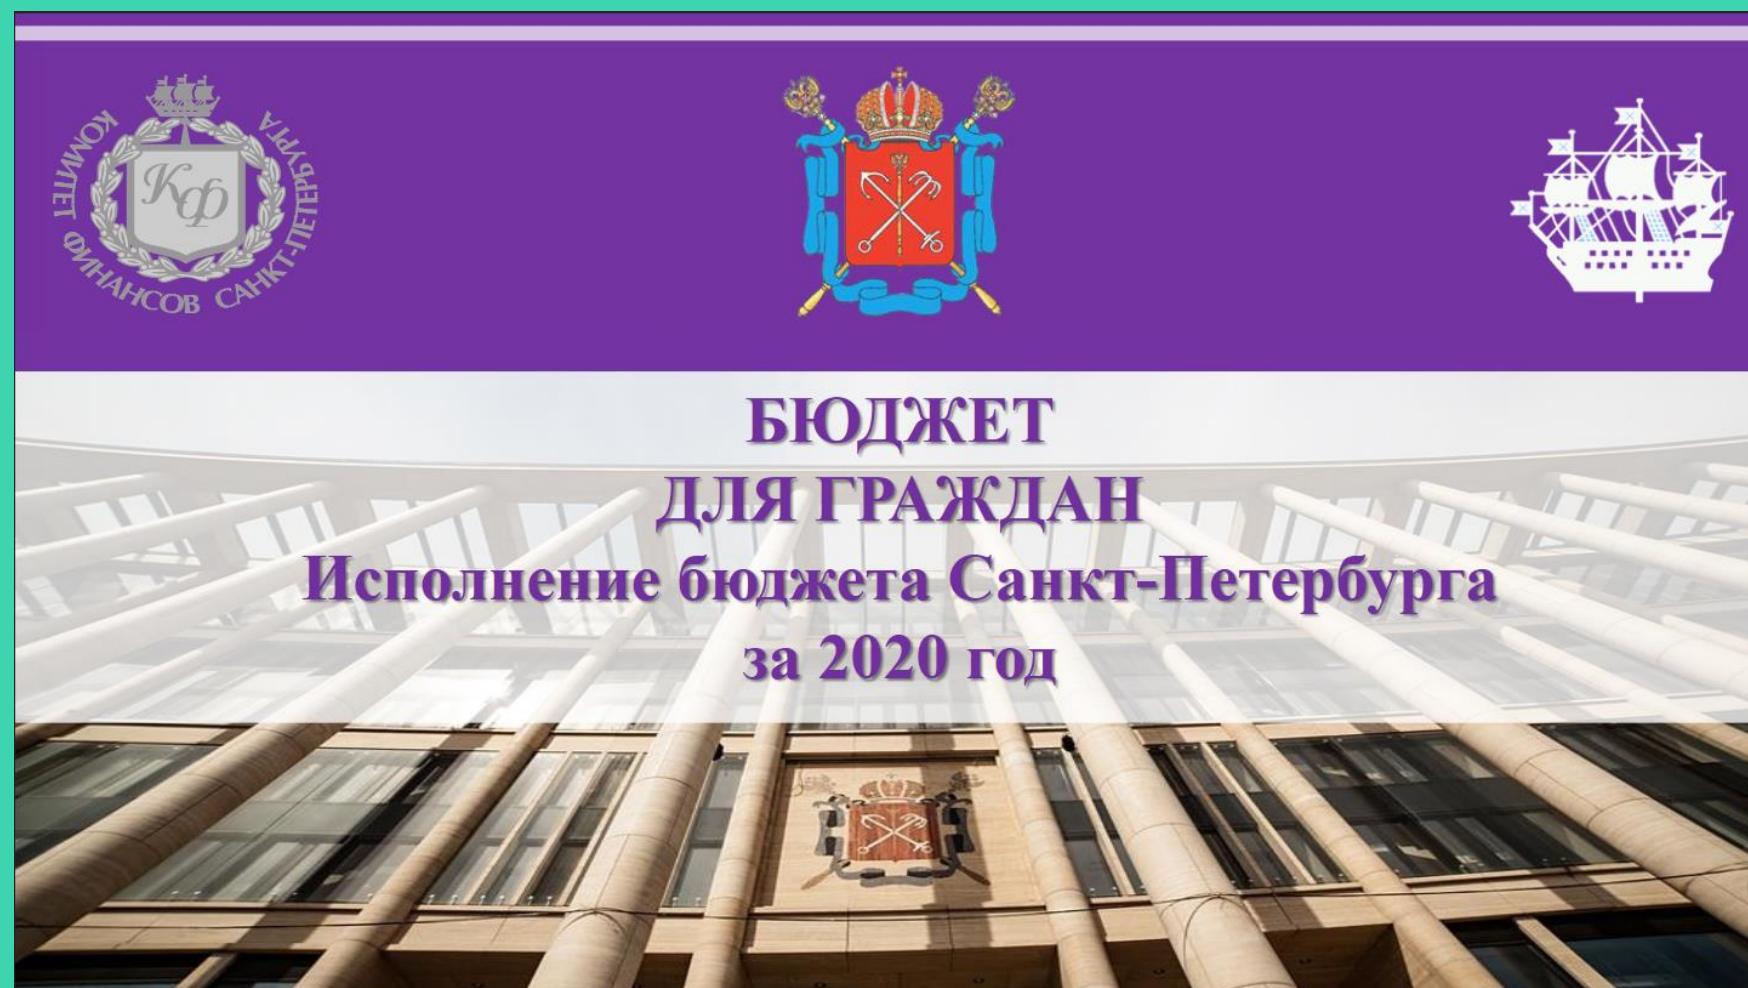 КОМИТЕТ ФИНАНСОВ САНКТ-ПЕТЕРБУРГА
КФ
БЮДЖЕТ
ДЛЯ ГРАЖДАН
Исполнение бюджета Санкт-Петербурга
за 2020 год